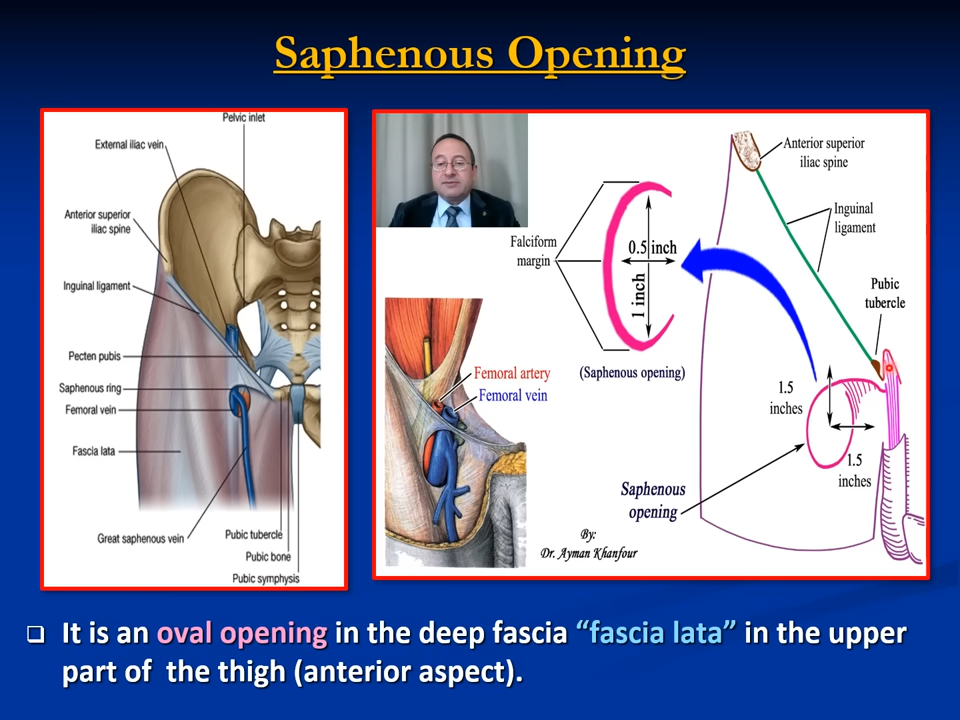 Saphenous Opening
Pelvic inlet
External iliac vein
Anterior superior
iliac spine
Inguinal ligament
Pecten pubis
Saphenous ring
Femoral vein
Fascia lata
Great saphenous vein
Pubic tubercle
Pubic bone
Pubic symphysis
Falciform
margin
0.5 inch
1 inch
(Saphenous opening)
Femoral artery
Femoral vein
Anterior superior
iliac spine
Inguinal
ligament
Pubic
tubercle
1.5
inches
1.5
inches
Saphenous
opening
By:
Dr. Ayman Khanfour
It is an oval opening in the deep fascia “fascia lata” in the upper
part of the thigh (anterior aspect).